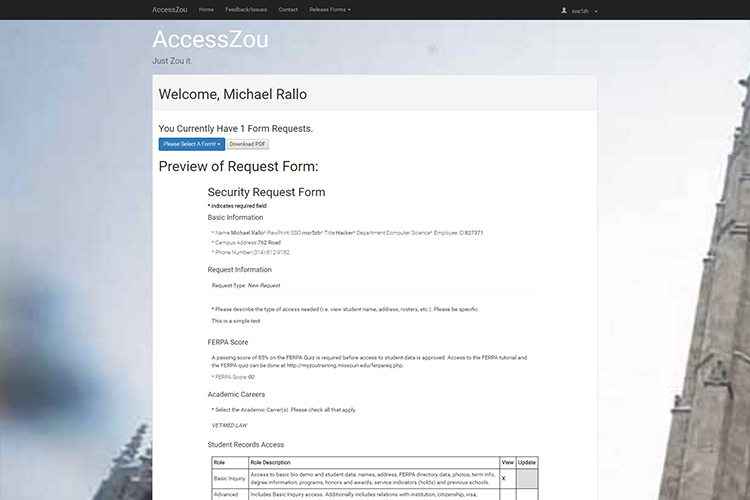 AccessZou Home Feedback/Issues Contact Release Forms
AccessZou
Just Zou it.
Welcome, Michael Rallo
You Currently Have 1 Form Requests.
Please Select A Form! Download PDF
Preview of Request Form:
Security Request Form
* indicates required field
Basic Information
* Name:Michael Rallo* PawPrint/SSO:msr5zb* Title:Hacker* Department:Computer Science* Employee ID:827371
* Campus Address:762 Road
* Phone Number:(314)-812-9182
Request Information
Request Type: New Request
* Please describe the type of access needed (i.e. view student name, address, rosters, etc.). Please be specific.
This is a simple test
FERPA Score
A passing score of 85% on the FERPA Quiz is required before access to student data is approved. Access to the FERPA tutorial and
the FERPA quiz can be done at http://myzoutraining.missouri.edu/ferpareq.php.
* FERPA Score:90
Academic Careers
* Select the Academic Carrer(s). Please check all that apply.
VET-MED LAW
Student Records Access
Role Role Description View Update
Access to basic bio demo and student data: names, address, FERPA directory data, photos, term info,
Basic Inquiry X
degree information, programs, honors and awards, service indicators (holds) and previous schools.
Advanced Includes Basic Inquiry access. Additionally includes relations with institution, citizenship, visa,